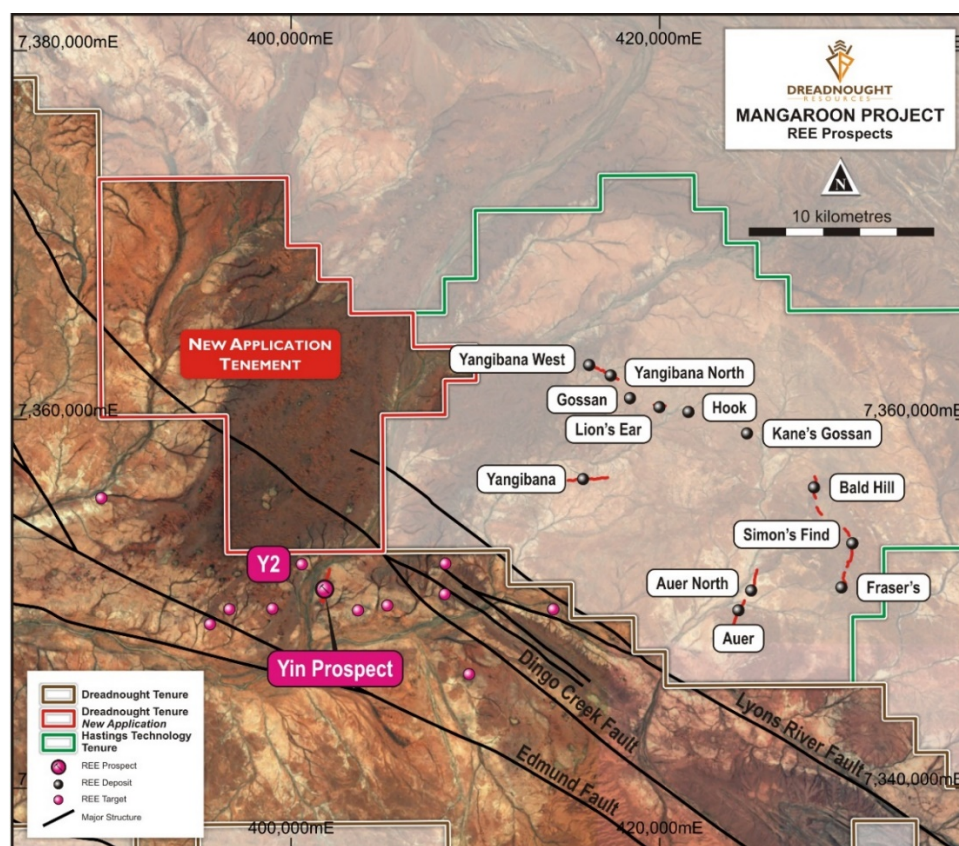 7,380,000mE
400,000mE
420,000mE
DREADNOUGHT
RESOURCES
MANGAROON PROJECT
REE Prospects
N
10 kilometres
NEW APPLICATION
TENEMENT
Yangibana West
Yangibana North
Gossan
Hook
Lion's Ear
Kane's Gossan
7,360,000mE
7,360,000mE
Yangibana
Bald Hill
Simon's Find
Y2
Auer North
Fraser's
Auer
Yin Prospect
Dingo Creek Fault
Lyons River Fault
Edmund Fault
Dreadnought Tenure
Dreadnought Tenure
New Application
Hastings Technology
Tenure
REE Prospect
REE Deposit
REE Target
Major Structure
7,340,000mE
400,000mE
420,000mE